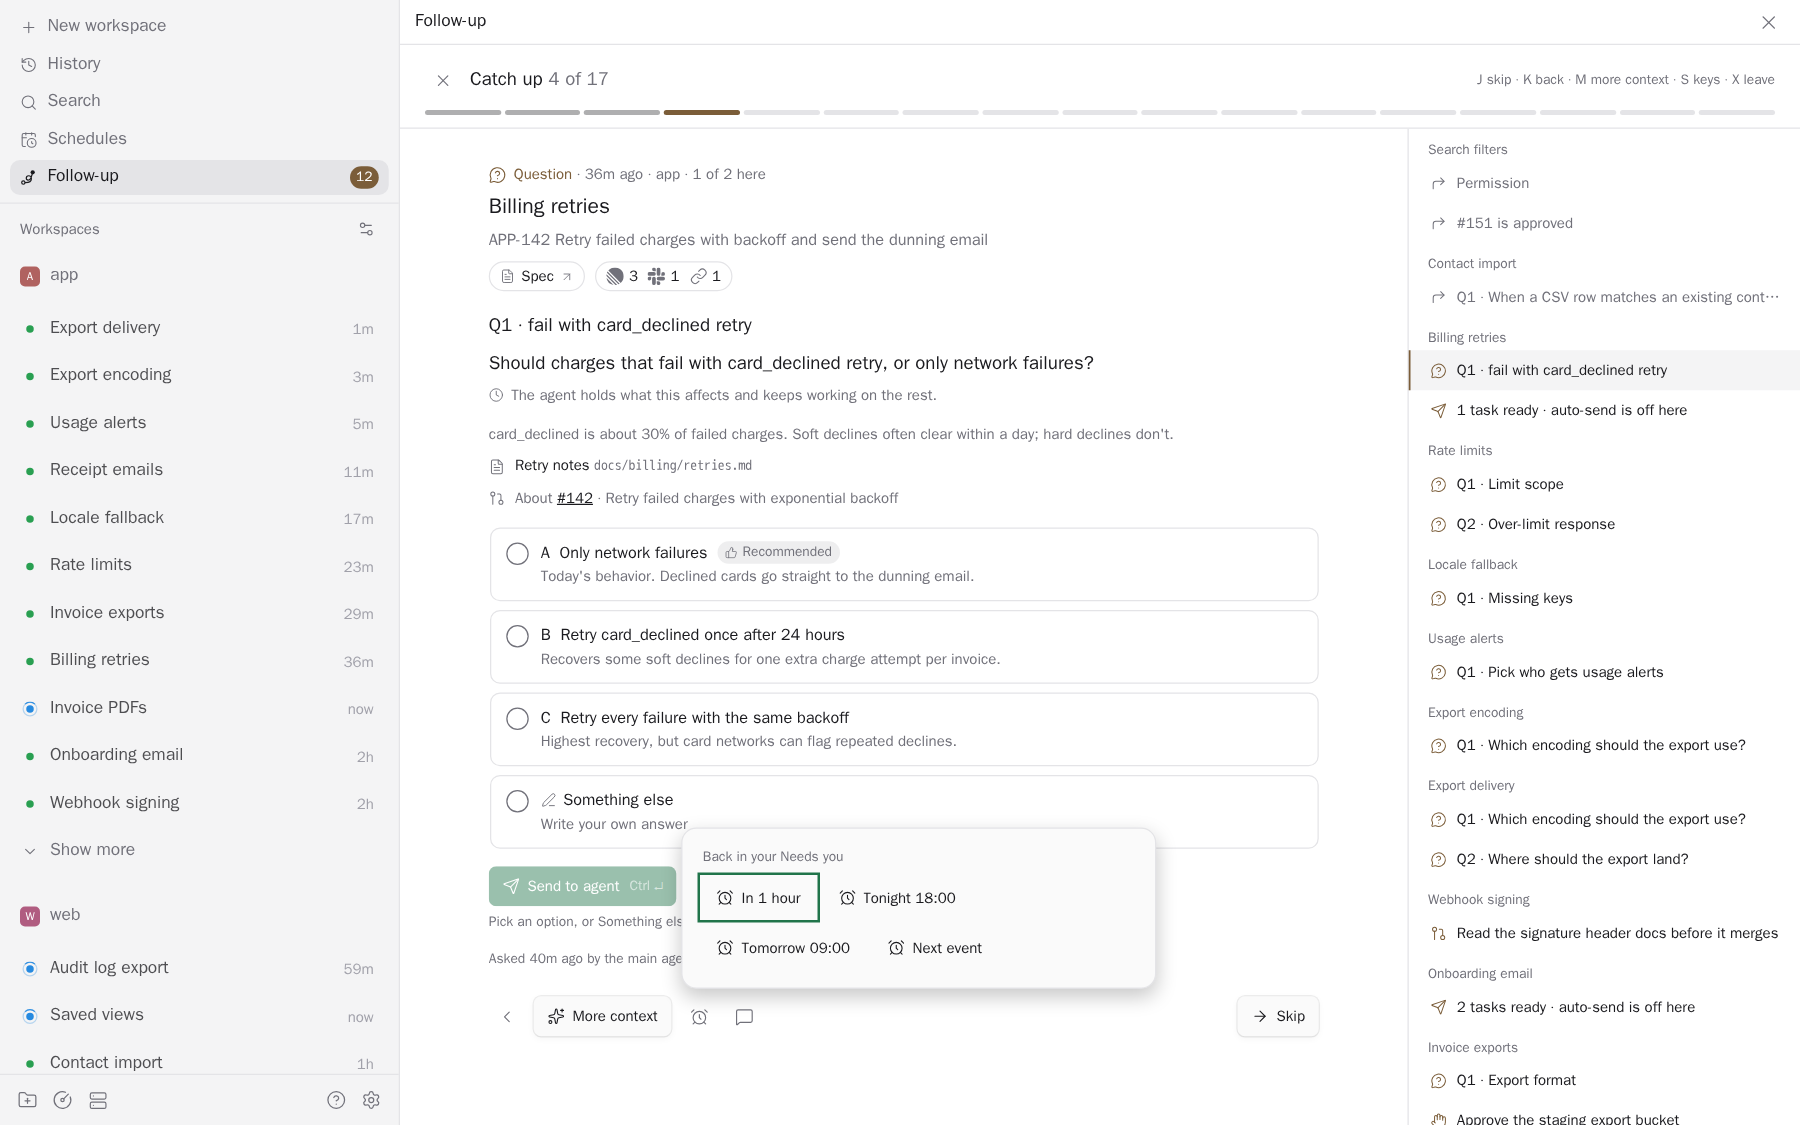 New workspace
History
Search
Schedules
Follow-up 12
Workspaces
A app
Export delivery 1m
Export encoding 3m
Usage alerts 5m
Receipt emails 11m
Locale fallback 17m
Rate limits 23m
Invoice exports 29m
Billing retries 36m
Invoice PDFs now
Onboarding email 2h
Webhook signing 2h
Show more
W web
Audit log export 59m
Saved views now
Contact import 1h
Follow-up
Catch up 4 of 17
J skip · K back · M more context · S keys · X leave
Question · 36m ago · app · 1 of 2 here
Billing retries
APP-142 Retry failed charges with backoff and send the dunning email
Spec 3 1 1
Q1 · fail with card_declined retry
Should charges that fail with card_declined retry, or only network failures?
The agent holds what this affects and keeps working on the rest.
card_declined is about 30% of failed charges. Soft declines often clear within a day; hard declines don't.
Retry notes docs/billing/retries.md
About #142 · Retry failed charges with exponential backoff
A Only network failures Recommended
Today's behavior. Declined cards go straight to the dunning email.
B Retry card_declined once after 24 hours
Recovers some soft declines for one extra charge attempt per invoice.
C Retry every failure with the same backoff
Highest recovery, but card networks can flag repeated declines.
Something else
Write your own answer
Send to agent Ctrl ↵
Pick an option, or Something els
Asked 40m ago by the main age
Back in your Needs you
In 1 hour
Tonight 18:00
Tomorrow 09:00
Next event
More context
Skip
Search filters
Permission
#151 is approved
Contact import
Q1 · When a CSV row matches an existing cont···
Billing retries
Q1 · fail with card_declined retry
1 task ready · auto-send is off here
Rate limits
Q1 · Limit scope
Q2 · Over-limit response
Locale fallback
Q1 · Missing keys
Usage alerts
Q1 · Pick who gets usage alerts
Export encoding
Q1 · Which encoding should the export use?
Export delivery
Q1 · Which encoding should the export use?
Q2 · Where should the export land?
Webhook signing
Read the signature header docs before it merges
Onboarding email
2 tasks ready · auto-send is off here
Invoice exports
Q1 · Export format
Approve the staging export bucket